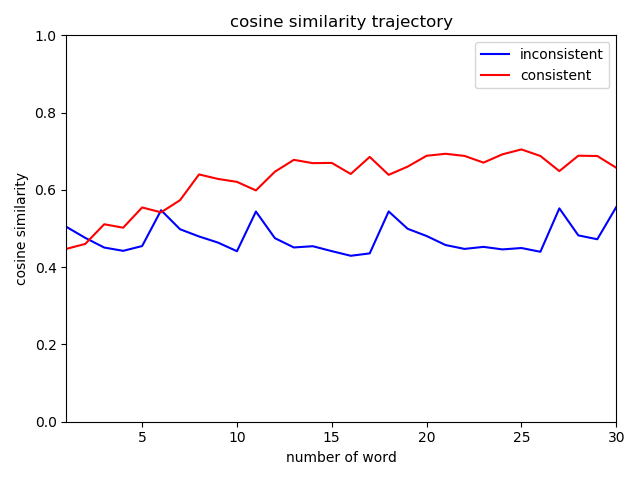 cosine similarity trajectory
1.0
0.8
0.6
0.4
0.2
0.0
cosine similarity
inconsistent
consistent
5
10
15
20
25
30
number of word